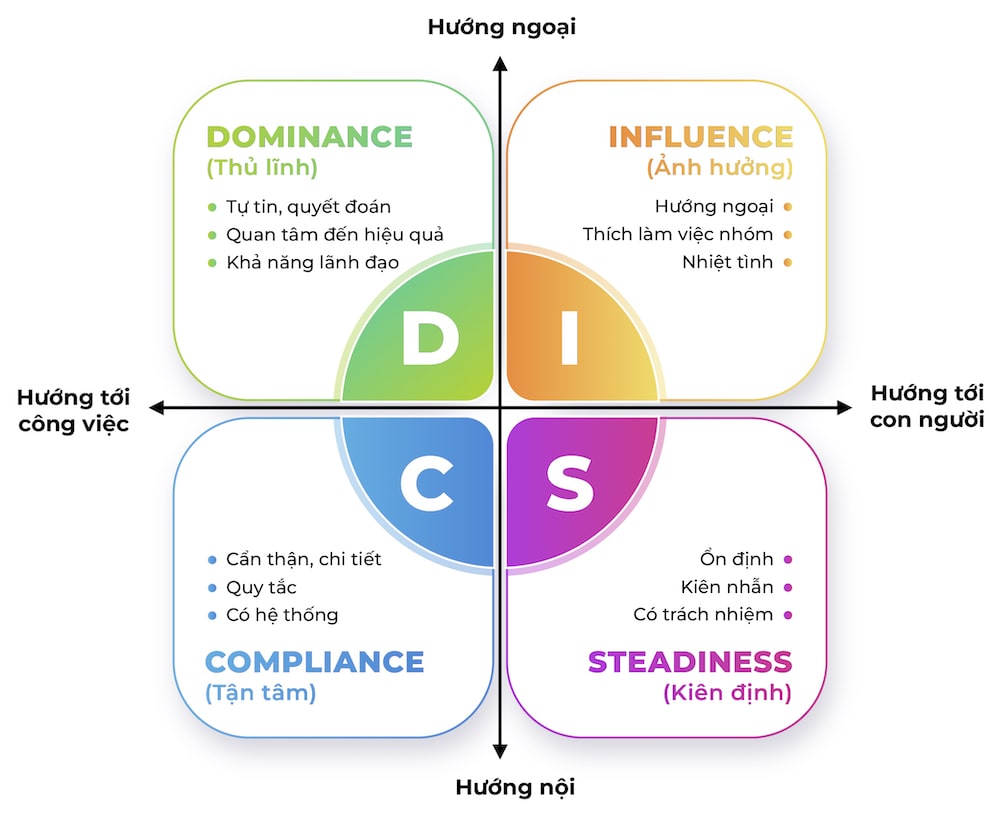 Hướng ngoại
DOMINANCE
(Thủ lĩnh)
Tự tin, quyết đoán
Quan tâm đến hiệu quả
Khả năng lãnh đạo
D
INFLUENCE
(Ảnh hưởng)
Hướng ngoại
Thích làm việc nhóm
Nhiệt tình
I
Hướng tới
công việc
Hướng tới
con người
C
Cẩn thận, chi tiết
Quy tắc
Có hệ thống
COMPLIANCE
(Tận tâm)
S
Ổn định
Kiên nhẫn
Có trách nhiệm
STEADINESS
(Kiên định)
Hướng nội